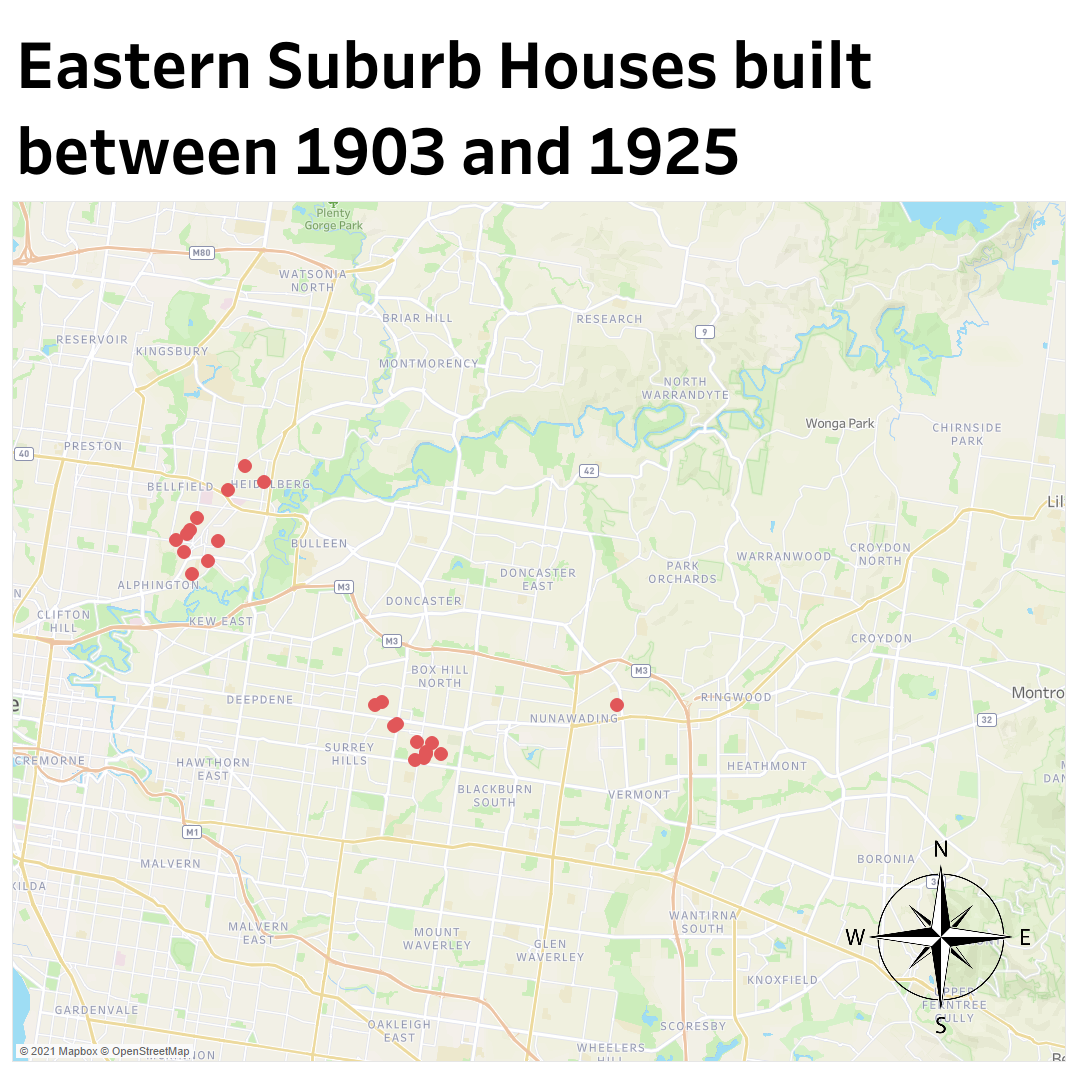 Eastern Suburb Houses built
between 1903 and 1925
Plenty
Gorge Park
M80
WATSONIA
NORTH
BRIAR HILL
RESEARCH
9
RESERVOIR
KINGSBURY
MONTMORENCY
NORTH
WARRANDYTE
Wonga Park
CHIRNSIDE
PARK
PRESTON
40
42
BELLFIELD
Lil
BULLEEN
CROYDON
NORTH
WARRANWOOD
PARK
ORCHARDS
DONCASTER
EAST
ALPHINGTON
M3
N
DONCASTER
CLIFTON
HILL
KEW EAST
M3
CROYDON
BOX HILL
NORTH
M3
DEEPDENE
RINGWOOD
Montro
e
NUNAWADING
32
SURREY
HILLS
CREMORNE
HAWTHORN
EAST
HEATHMONT
DAN
BLACKBURN
SOUTH
VERMONT
M1
N
MALVERN
BORONIA
KILDA
WANTIRNA
SOUTH
MALVERN
EAST
MOUNT
WAVERLEY
GLEN
WAVERLEY
W
E
KNOXFIELD
UPPER
FERNTREE
GULLY
GARDENVALE
OAKLEIGH
EAST
SCORESBY
S
WHEELERS
HILL
© 2021 Mapbox © OpenStreetMap